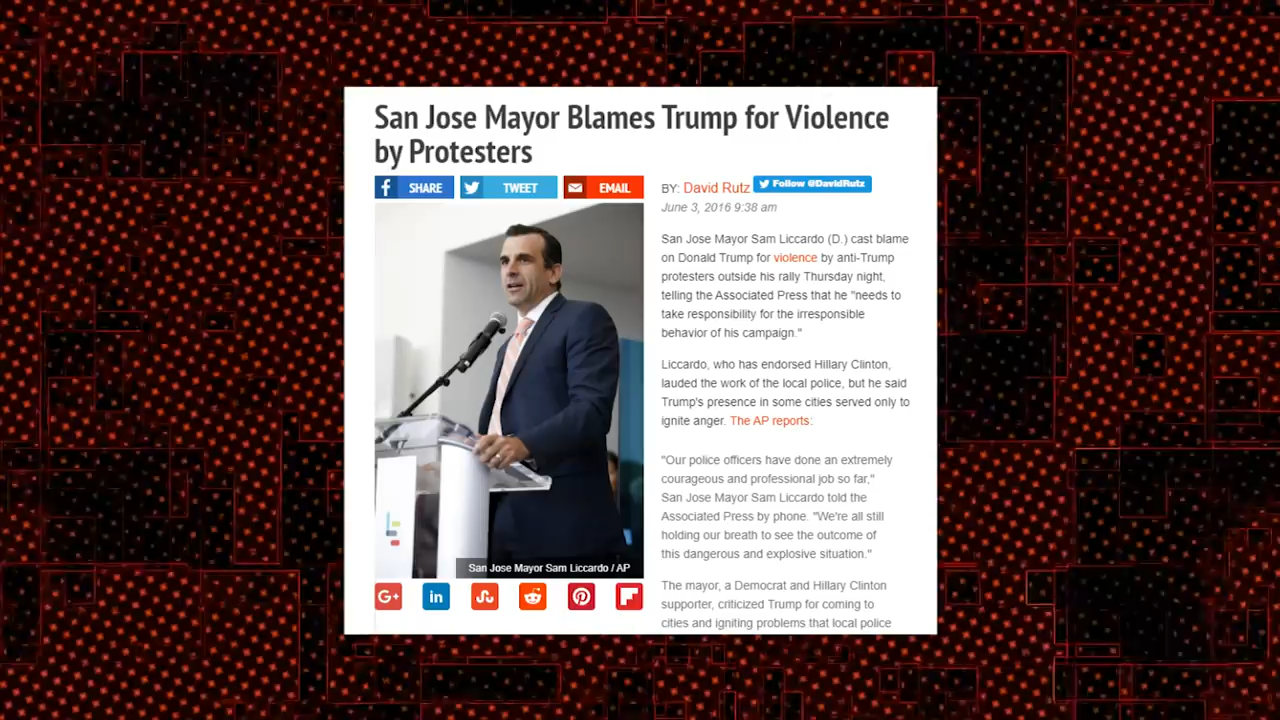 San Jose Mayor Blames Trump for Violence
by Protesters
SHARE
TWEET
EMAIL
BY: David Rutz
Follow @DavidRutz
June 3, 2016 9:38 am
San Jose Mayor Sam Liccardo (D.) cast blame
on Donald Trump for violence by anti-Trump
protesters outside his rally Thursday night,
telling the Associated Press that he "needs to
take responsibility for the irresponsible
behavior of his campaign."
Liccardo, who has endorsed Hillary Clinton,
lauded the work of the local police, but he said
Trump's presence in some cities served only to
ignite anger. The AP reports:
"Our police officers have done an extremely
courageous and professional job so far,"
San Jose Mayor Sam Liccardo told the
Associated Press by phone. "We're all still
holding our breath to see the outcome of
this dangerous and explosive situation."
The mayor, a Democrat and Hillary Clinton
supporter, criticized Trump for coming to
cities and igniting problems that local police
San Jose Mayor Sam Liccardo / AP